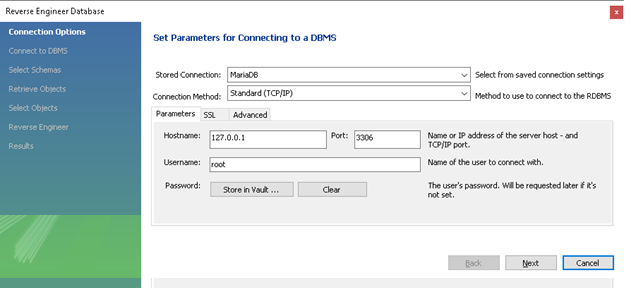 Reverse Engineer Database
x
Connection Options
Connect to DBMS
Select Schemas
Retrieve Objects
Select Objects
Reverse Engineer
Results
Set Parameters for Connecting to a DBMS
Stored Connection: MariaDB Select from saved connection settings
Connection Method: Standard (TCP/IP) Method to use to connect to the RDBMS
Parameters SSL Advanced
Hostname: 127.0.0.1 Port: 3306 Name or IP address of the server host - and
TCP/IP port.
Username: root Name of the user to connect with.
Password: Store in Vault ... Clear The user's password. Will be requested later if it's
not set.
Back Next Cancel